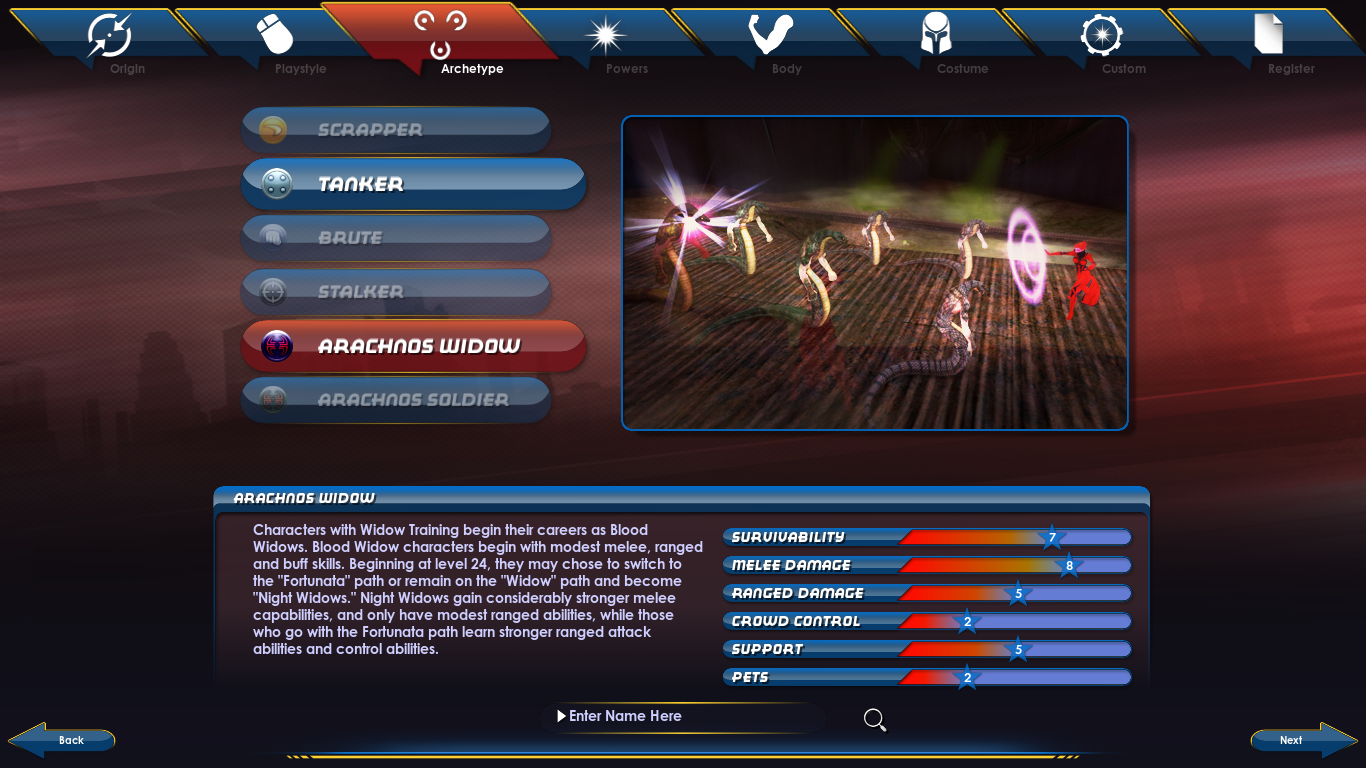 Origin
Playstyle
Archetype
Powers
Body
Costume
Custom
Register
SCRAPPER
TANKER
BRUTE
STALKER
ARACHNOS WIDOW
ARACHNOS SOLDIER
ARACHNOS WIDOW
Characters with Widow Training begin their careers as Blood
Widows. Blood Widow characters begin with modest melee, ranged
and buff skills. Beginning at level 24, they may chose to switch to
the "Fortunata" path or remain on the "Widow" path and become
"Night Widows." Night Widows gain considerably stronger melee
capabilities, and only have modest ranged abilities, while those
who go with the Fortunata path learn stronger ranged attack
abilities and control abilities.
SURVIVABILITY 7
MELEE DAMAGE 8
RANGED DAMAGE 5
CROWD CONTROL 2
SUPPORT 5
PETS 2
Enter Name Here
Back
Next